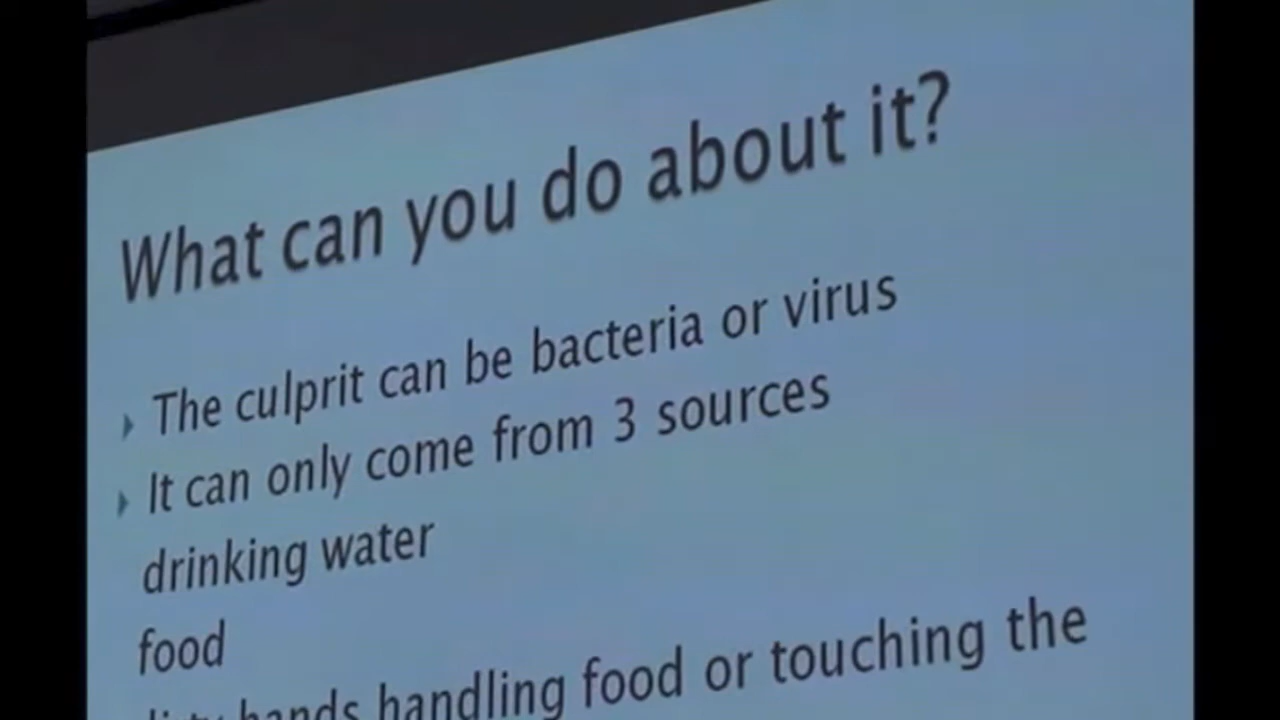 What can you do about it?
The culprit can be bacteria or virus
It can only come from 3 sources
drinking water
food
hands handling food or touching the